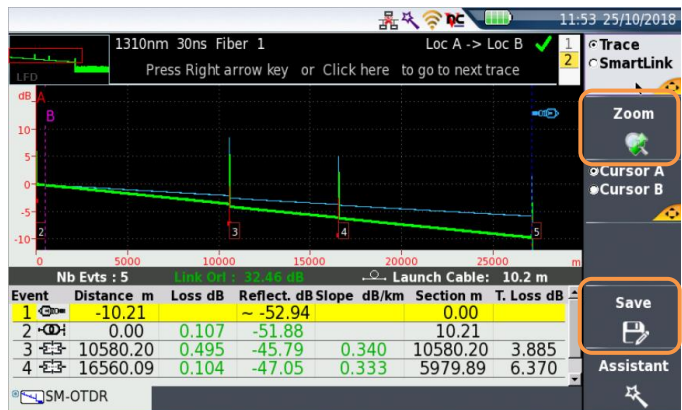 11:53 25/10/2018
1310nm 30ns Fiber 1 Loc A -> Loc B 1
2
Press Right arrow key or Click here to go to next trace
LFD
Trace
SmartLink
Zoom
Cursor A
Cursor B
Save
Assistant
dB A
B
10
5
0
-5
-10
2 3 4 5
0 5000 10000 15000 20000 25000 m
Nb Evts : 5 Link Orl : 32.46 dB Launch Cable: 10.2 m
Event Distance m Loss dB Reflect. dB Slope dB/km Section m T. Loss dB
1 -10.21 ~ -52.94 0.00
2 0.00 0.107 -51.88 10.21
3 10580.20 0.495 -45.79 0.340 10580.20 3.885
4 16560.09 0.104 -47.05 0.333 5979.89 6.370
SM-OTDR